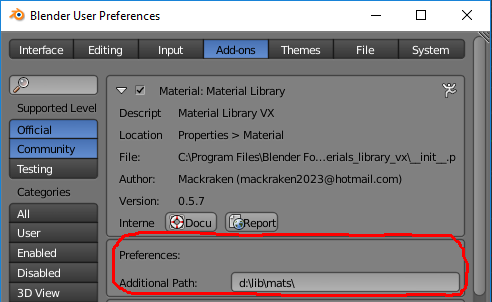 Blender User Preferences
Interface Editing Input Add-ons Themes File System
Supported Level
Official
Community
Testing
Categories
All
User
Enabled
Disabled
3D View
Material: Material Library
Descript Material Library VX
Location Properties > Material
File: C:\Program Files\Blender Fo...erials_library_vx\__init__.p
Author: Mackraken (mackraken2023@hotmail.com)
Version: 0.5.7
Interne Docu Report
Preferences:
Additional Path: d:\lib\mats\